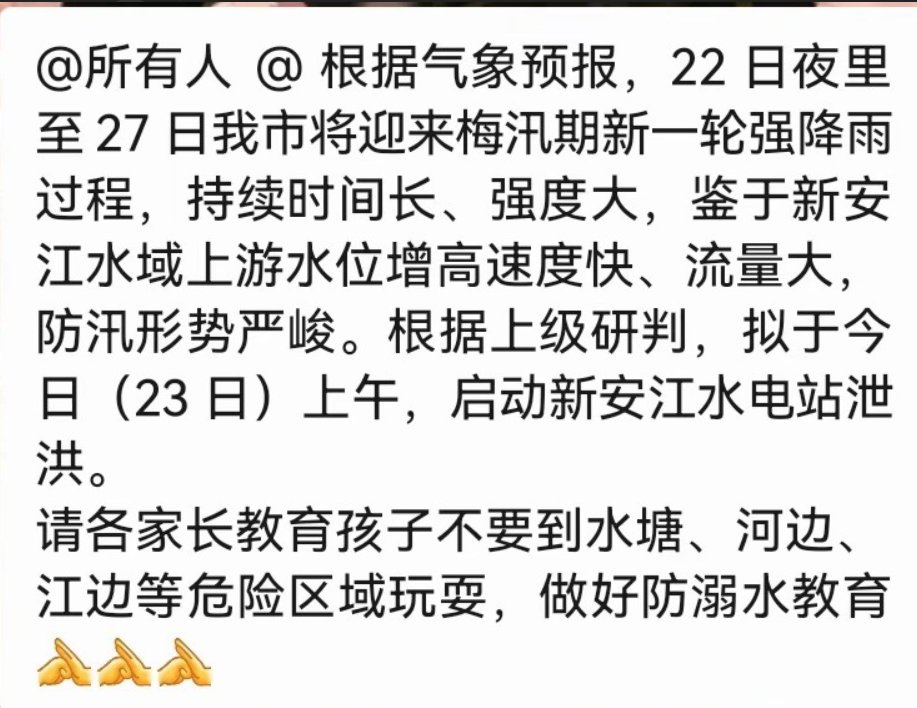 @所有人 @ 根据气象预报，22 日夜里
至 27 日我市将迎来梅汛期新一轮强降雨
过程，持续时间长、强度大，鉴于新安
江水域上游水位增高速度快、流量大，
防汛形势严峻。根据上级研判，拟于今
日（23 日）上午，启动新安江水电站泄
洪。
请各家长教育孩子不要到水塘、河边、
江边等危险区域玩耍，做好防溺水教育